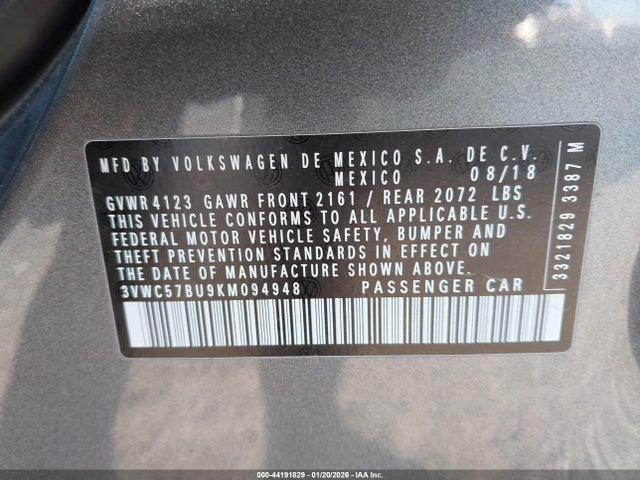 MFD BY VOLKSWAGEN DE MEXICO S.A. DE C.V.
MEXICO 08/18
GVWR 4123 GAWR FRONT 2161 / REAR 2072 LBS
THIS VEHICLE CONFORMS TO ALL APPLICABLE U.S.
FEDERAL MOTOR VEHICLE SAFETY, BUMPER AND
THEFT PREVENTION STANDARDS IN EFFECT ON
THE DATE OF MANUFACTURE SHOWN ABOVE.
3VWC57BU9KM094948 PASSENGER CAR
3321829 3387 M
000-44191829 | 01/20/2026 - IAA Inc.